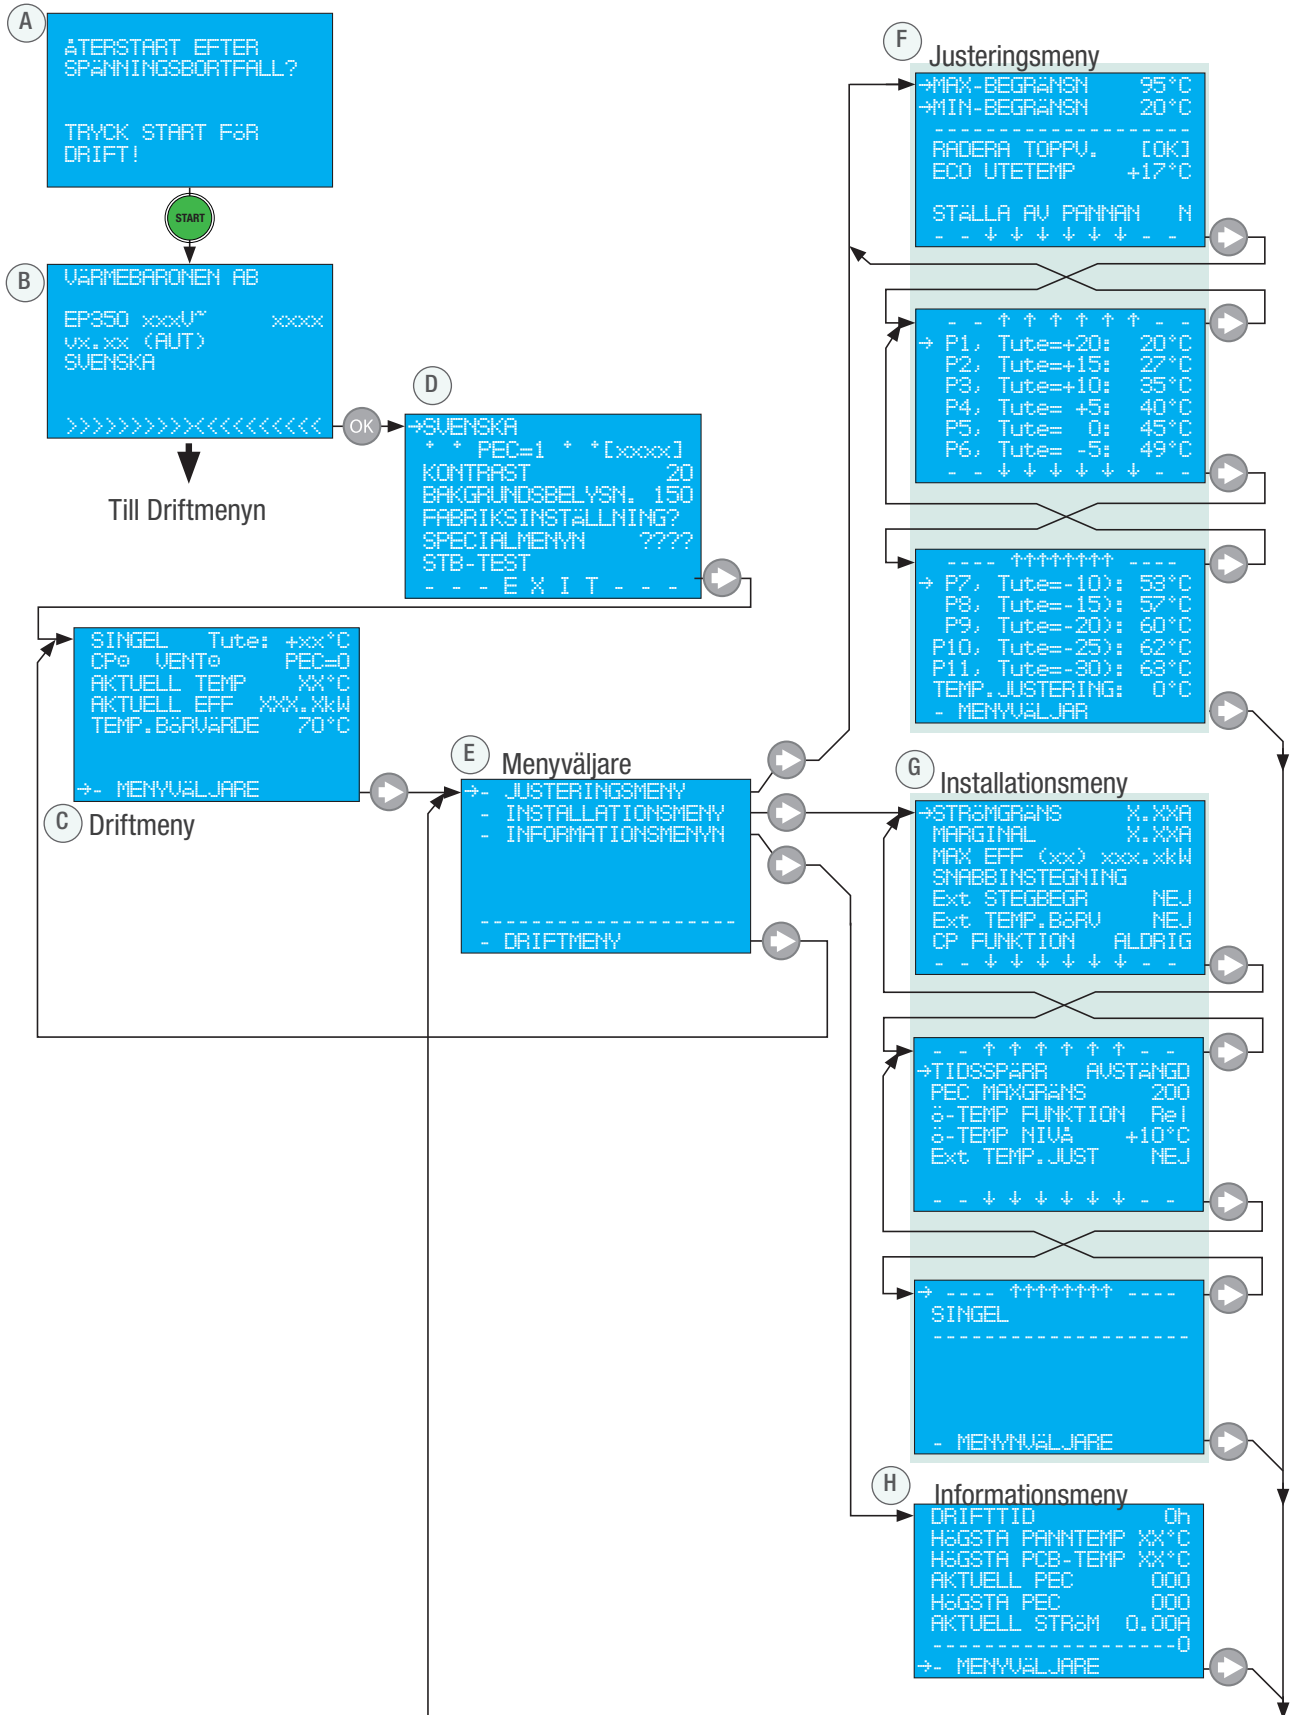 A
ÅTERSTART EFTER
SPÄNNINGSBORTFALL?
TRYCK START FÖR
DRIFT!
START
B
VÄRMEBARONEN AB
EP350 xxxV~ xxxx
vx.xx (AUT)
SVENSKA
>>>>>>>>>><<<<<<<<<<
OK
Till Driftmenyn
D
→SVENSKA
* * PEC=1 * *[xxxx]
KONTRAST 20
BAKGRUNDSBELYSN. 150
FABRIKSINSTÄLLNING?
SPECIALMENYN ????
STB-TEST
- - - E X I T - - -
SINGEL Tute: +xx°C
CP⊙ VENT⊙ PEC=0
AKTUELL TEMP XX°C
AKTUELL EFF XXX.XkW
TEMP.BÖRVÄRDE 70°C
→- MENYVÄLJARE
C Driftmeny
E Menyväljare
→- JUSTERINGSMENY
- INSTALLATIONSMENY
- INFORMATIONSMENYN
--------------------
- DRIFTMENY
F Justeringsmeny
→MAX-BEGRÄNSN 95°C
→MIN-BEGRÄNSN 20°C
--------------------
RADERA TOPPV. [OK]
ECO UTETEMP +17°C
STÄLLA AV PANNAN N
- - ↓ ↓ ↓ ↓ ↓ ↓ - -
- - ↑ ↑ ↑ ↑ ↑ ↑ - -
→ P1, Tute=+20: 20°C
P2, Tute=+15: 27°C
P3, Tute=+10: 35°C
P4, Tute= +5: 40°C
P5, Tute= 0: 45°C
P6, Tute= -5: 49°C
- - ↓ ↓ ↓ ↓ ↓ ↓ - -
---- ↑↑↑↑↑↑↑↑ ----
→ P7, Tute=-10): 53°C
P8, Tute=-15): 57°C
P9, Tute=-20): 60°C
P10, Tute=-25): 62°C
P11, Tute=-30): 63°C
TEMP.JUSTERING: 0°C
- MENYVÄLJAR
G Installationsmeny
→STRÖMGRÄNS X.XXA
MARGINAL X.XXA
MAX EFF (xx) xxx.xkW
SNABBINSTEGNING
Ext STEGBEGR NEJ
Ext TEMP.BÖRV NEJ
CP FUNKTION ALDRIG
- - ↓ ↓ ↓ ↓ ↓ ↓ - -
- - ↑ ↑ ↑ ↑ ↑ ↑ - -
→TIDSSPÄRR AVSTÄNGD
PEC MAXGRÄNS 200
Ö-TEMP FUNKTION Rel
Ö-TEMP NIVÅ +10°C
Ext TEMP.JUST NEJ
- - ↓ ↓ ↓ ↓ ↓ ↓ - -
→ ---- ↑↑↑↑↑↑↑↑ ----
SINGEL
--------------------
- MENYNVÄLJARE
H Informationsmeny
DRIFTTID 0h
HÖGSTA PANNTEMP XX°C
HÖGSTA PCB-TEMP XX°C
AKTUELL PEC 000
HÖGSTA PEC 000
AKTUELL STRÖM 0.00A
-------------------0
→- MENYVÄLJARE